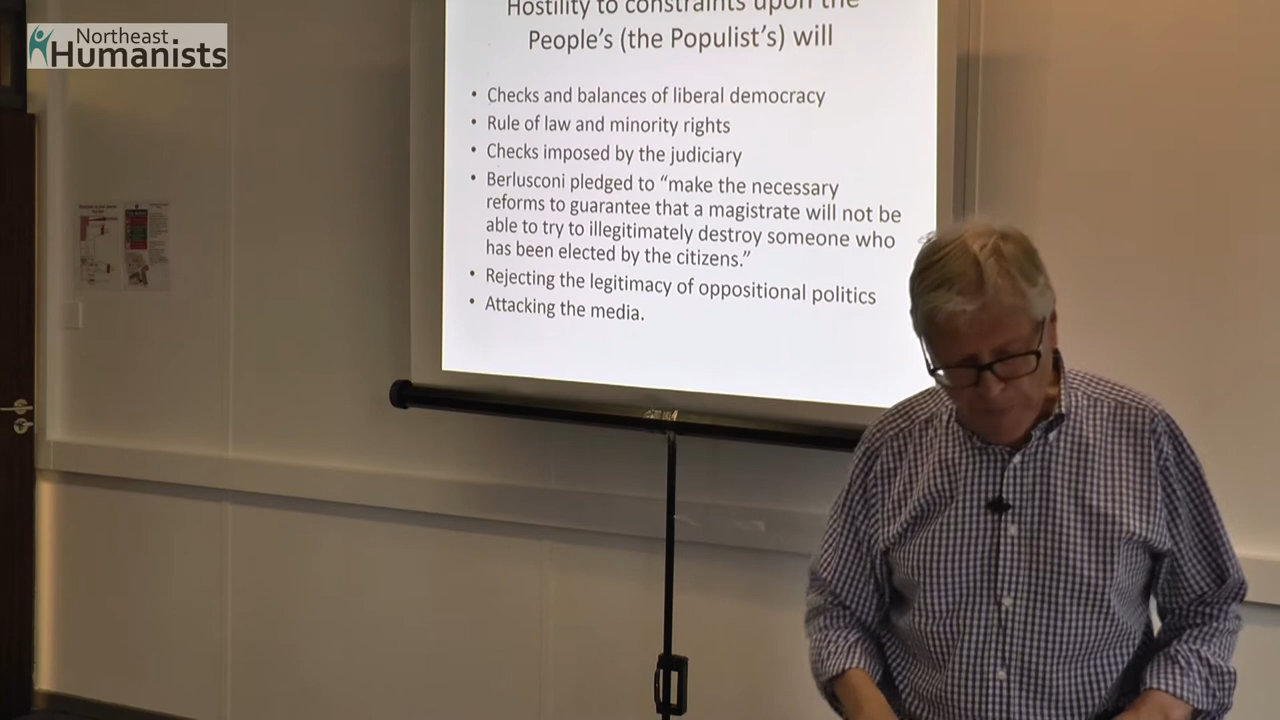 Northeast
Humanists
Hostility to constraints upon the
People's (the Populist's) will
• Checks and balances of liberal democracy
• Rule of law and minority rights
• Checks imposed by the judiciary
• Berlusconi pledged to “make the necessary
reforms to guarantee that a magistrate will not be
able to try to illegitimately destroy someone who
has been elected by the citizens.”
• Rejecting the legitimacy of oppositional politics
• Attacking the media.